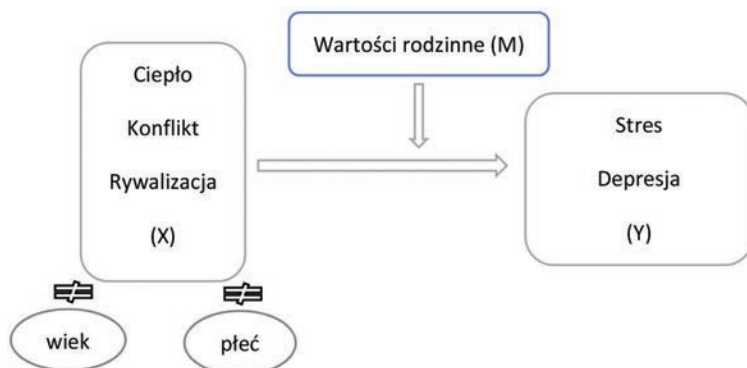 Wartości rodzinne (M)
Ciepło
Konflikt
Rywalizacja
(X)
Stres
Depresja
(Y)
≠
≠
wiek
płeć